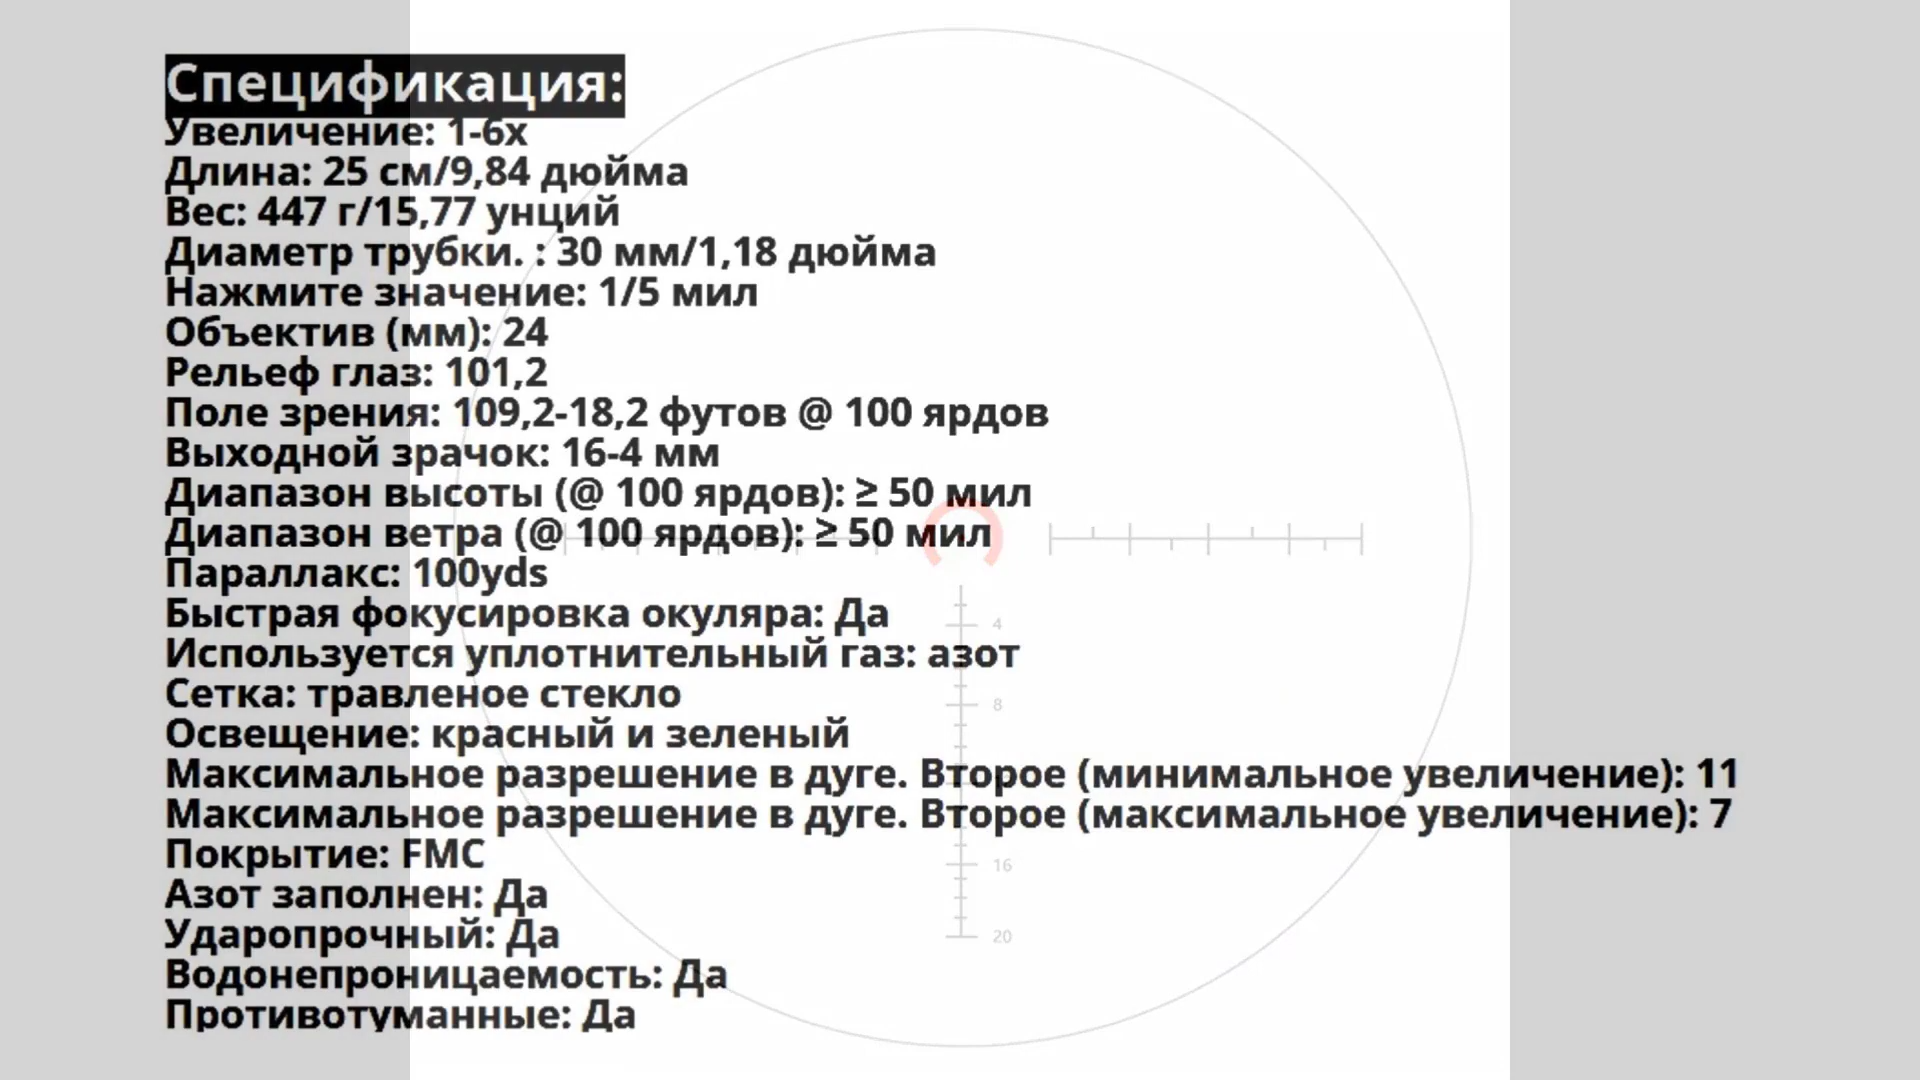 Спецификация:
Увеличение: 1-6x
Длина: 25 см/9,84 дюйма
Вес: 447 г/15,77 унций
Диаметр трубки. : 30 мм/1,18 дюйма
Нажмите значение: 1/5 мил
Объектив (мм): 24
Рельеф глаз: 101,2
Поле зрения: 109,2-18,2 футов @ 100 ярдов
Выходной зрачок: 16-4 мм
Диапазон высоты (@ 100 ярдов): ≥ 50 мил
Диапазон ветра (@ 100 ярдов): ≥ 50 мил
Параллакс: 100yds
Быстрая фокусировка окуляра: Да
4
Используется уплотнительный газ: азот
Сетка: травленое стекло
8
Освещение: красный и зеленый
Максимальное разрешение в дуге. Второе (минимальное увеличение): 11
Максимальное разрешение в дуге. Второе (максимальное увеличение): 7
Покрытие: FMC
16
Азот заполнен: Да
Ударопрочный: Да
20
Водонепроницаемость: Да
Противотуманные: Да